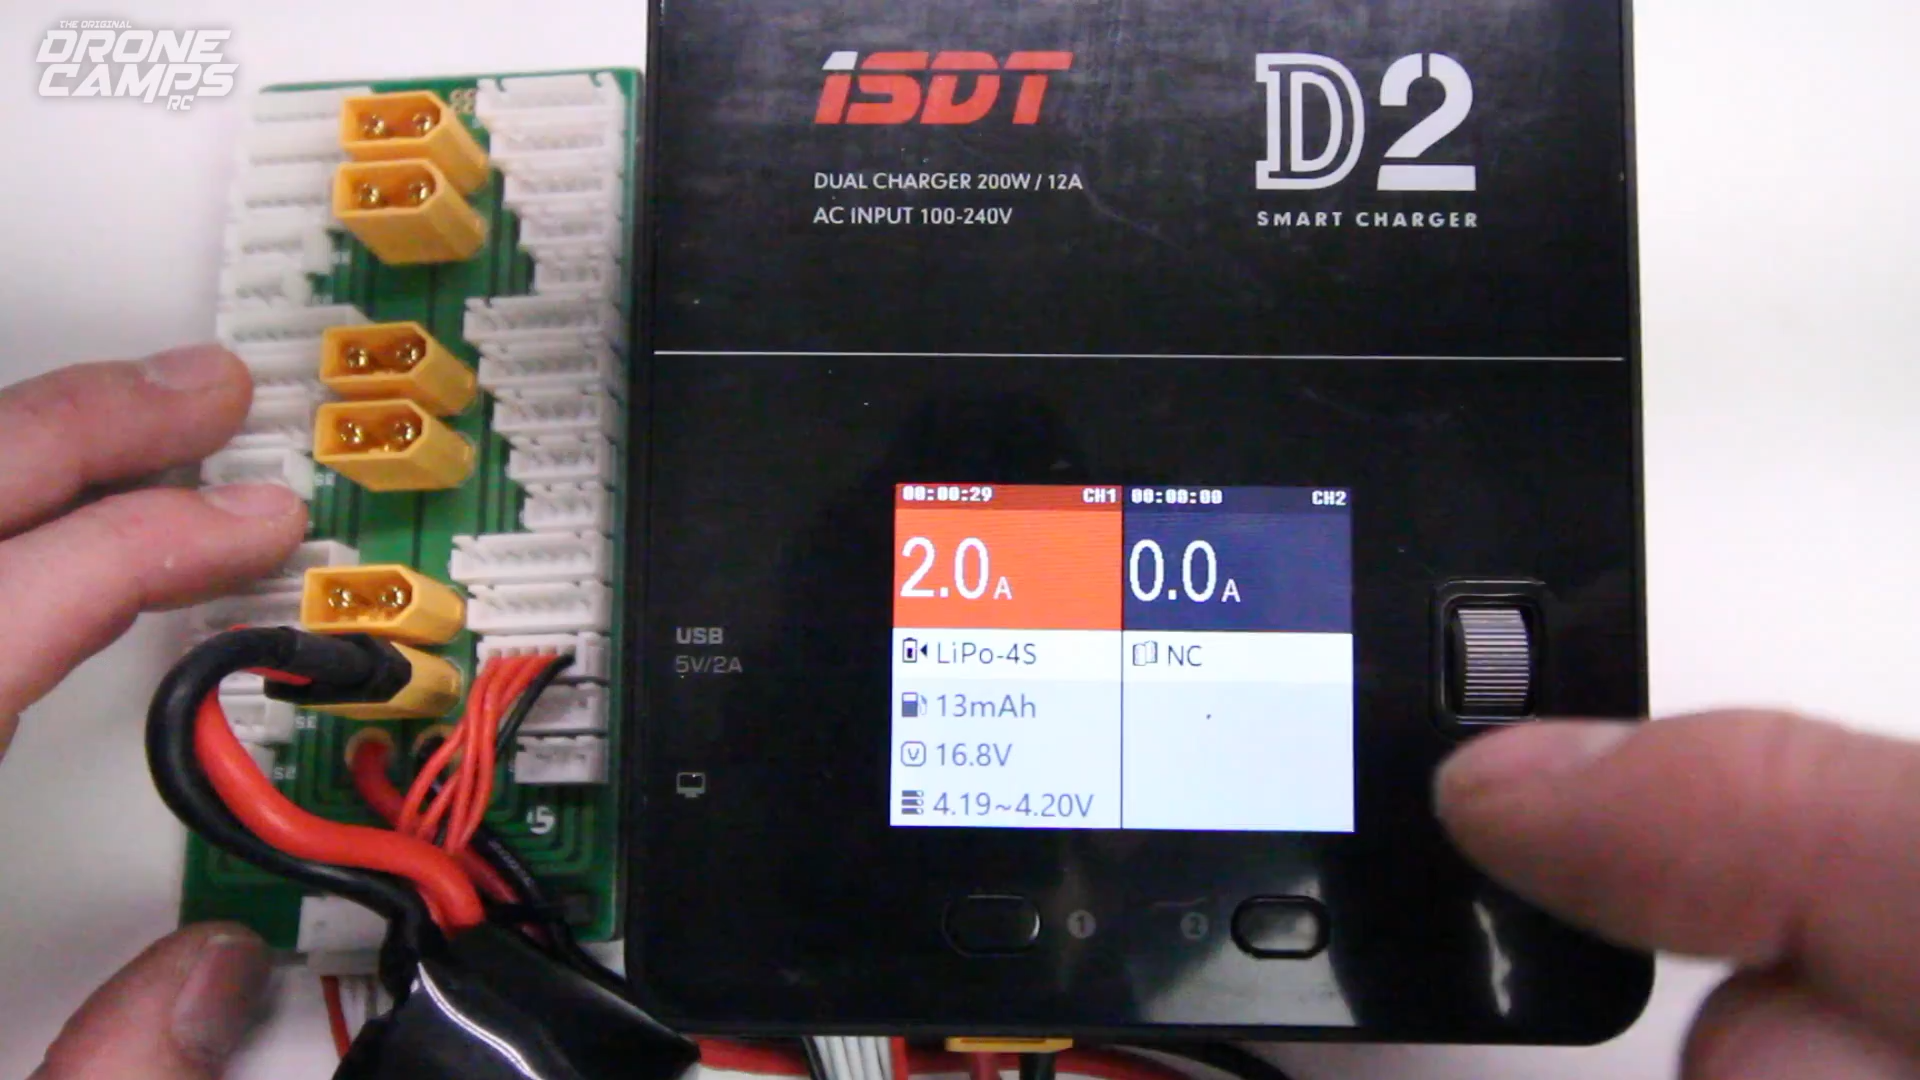 THE ORIGINAL
DRONE
CAMPS
RC
iSDT
D2
DUAL CHARGER 200W / 12A
AC INPUT 100-240V
SMART CHARGER
00:00:29 CH1
00:00:00 CH2
2.0A
0.0A
USB
5V/2A
LiPo-4S
NC
13mAh
16.8V
4.19~4.20V
1
2